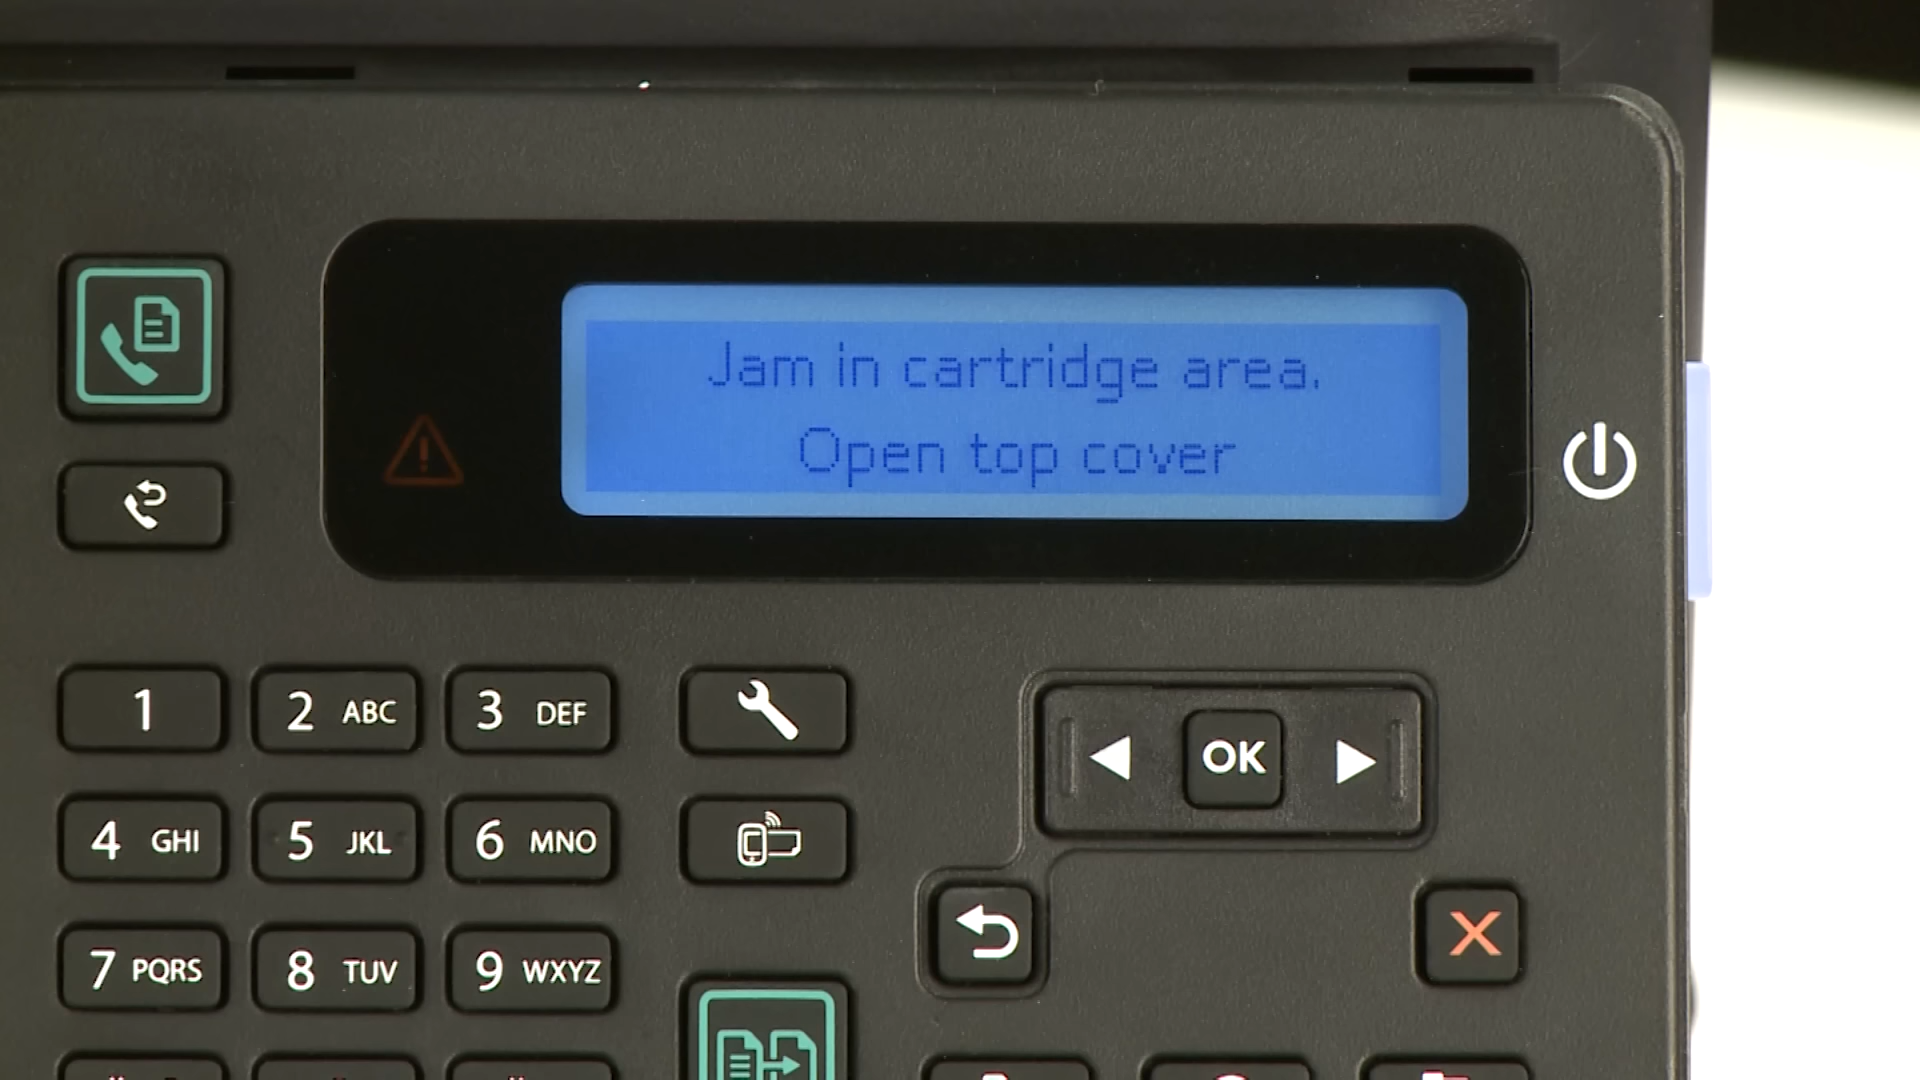 Jam in cartridge area.
Open top cover
1
2 ABC
3 DEF
OK
4 GHI
5 JKL
6 MNO
7 PQRS
8 TUV
9 WXYZ